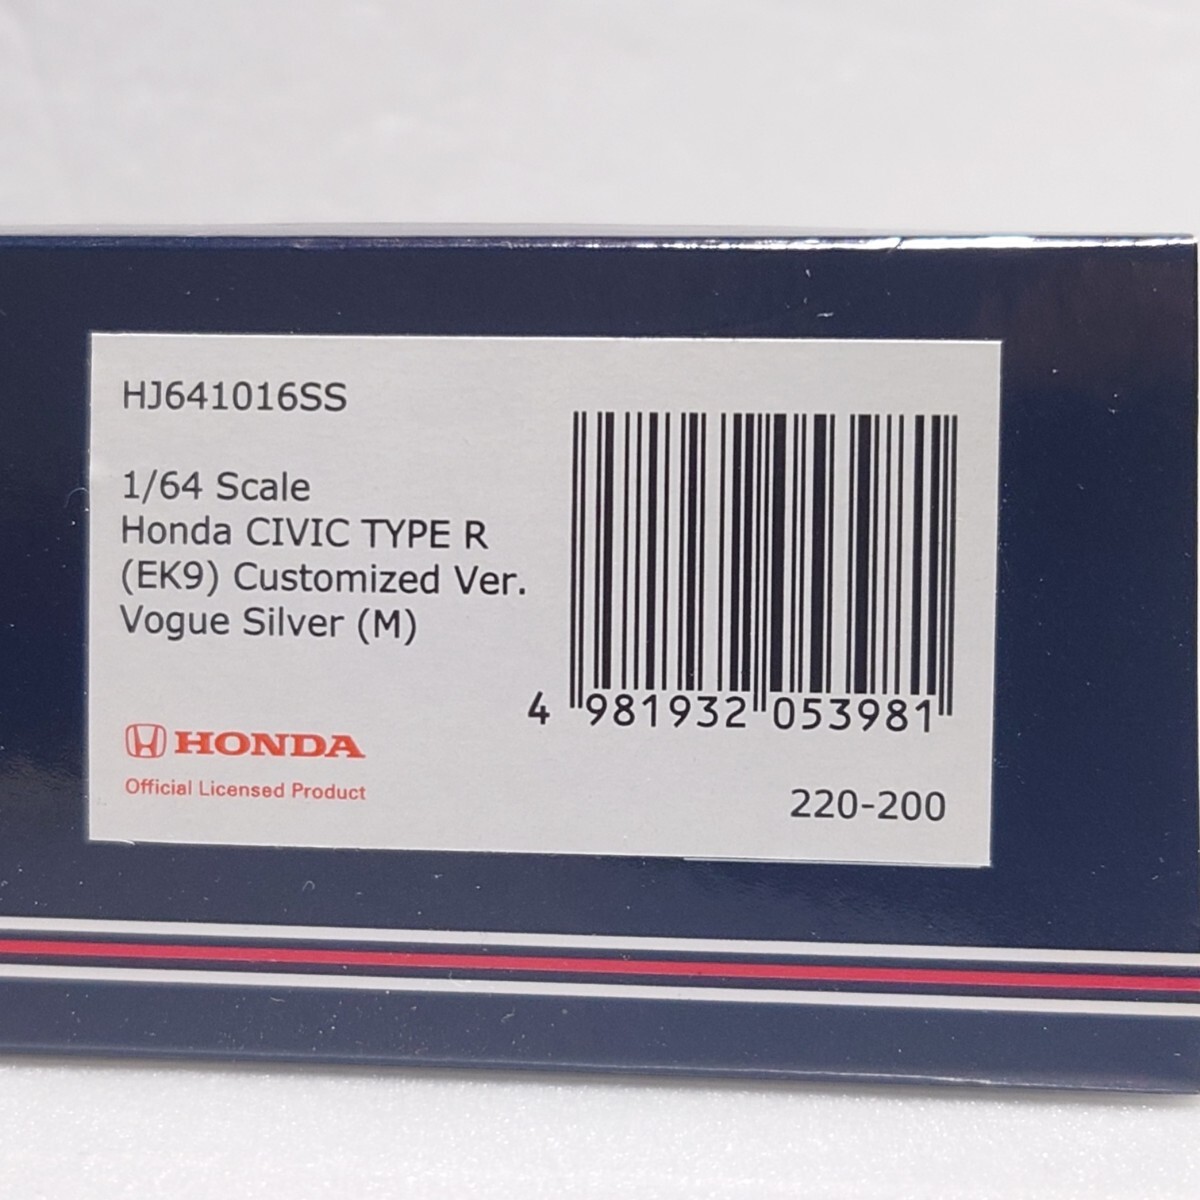 HJ641016SS
1/64 Scale
Honda CIVIC TYPE R
(EK9) Customized Ver.
Vogue Silver (M)
4 981932 053981
HONDA
Official Licensed Product
220-200